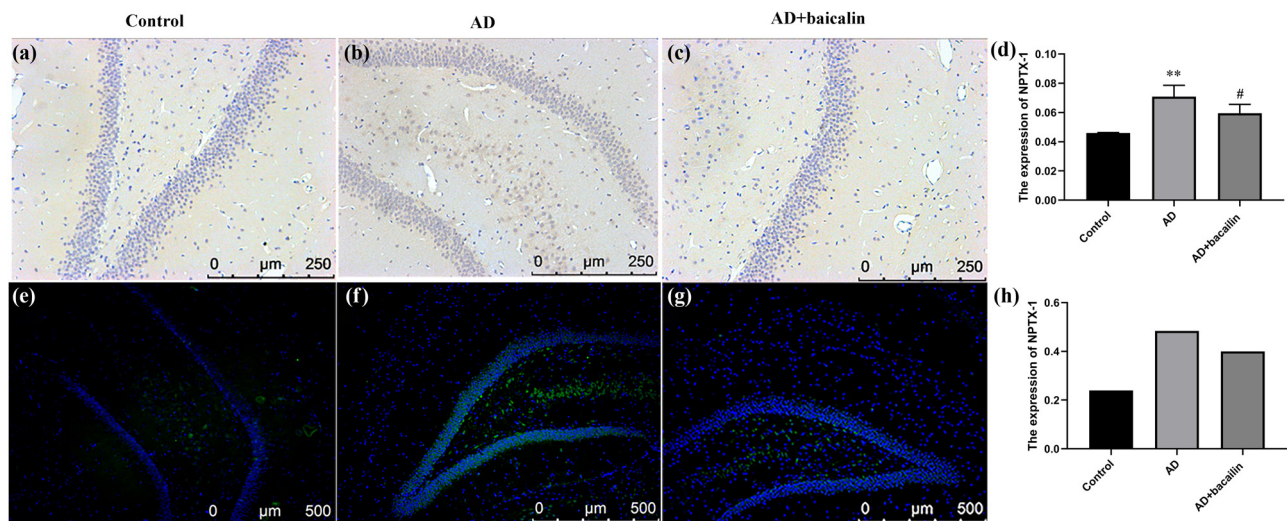 Control
AD
AD+baicalin
(a)
(b)
(c)
(d)
0 µm 250
0 µm 250
0 µm 250
The expression of NPTX-1
0.10
0.08
0.06
0.04
0.02
0.00
**
#
Control
AD
AD+bacailin
(e)
(f)
(g)
(h)
0 µm 500
0 µm 500
0 µm 500
The expression of NPTX-1
0.6
0.4
0.2
0.0
Control
AD
AD+bacailin